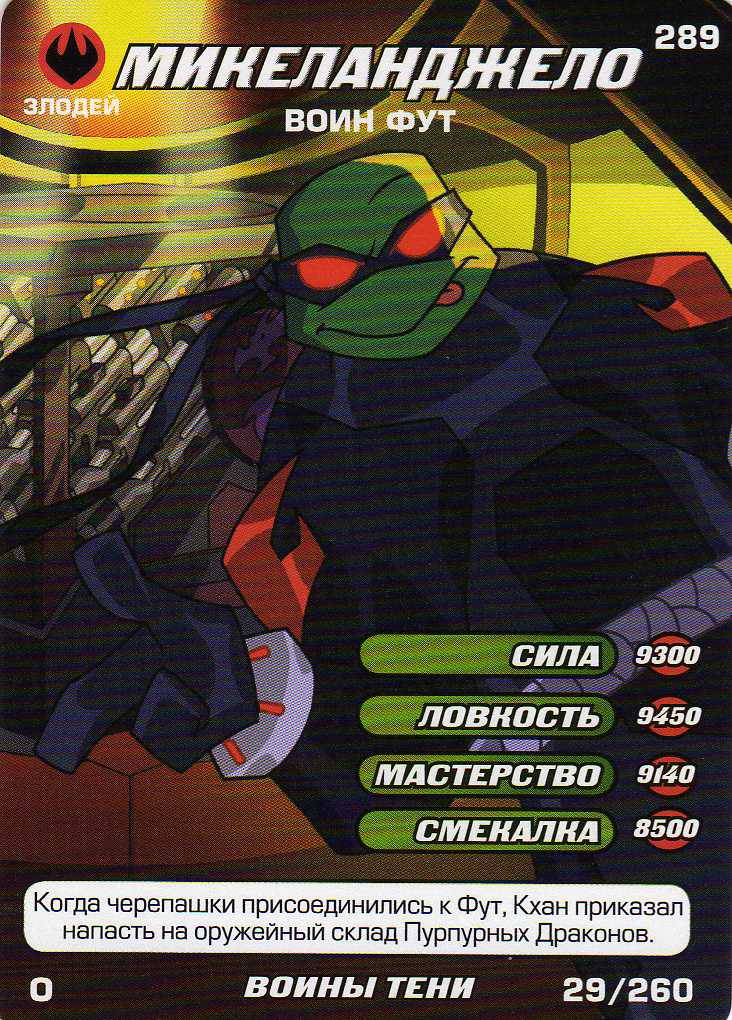 289
МИКЕЛАНДЖЕЛО
ЗЛОДЕЙ
ВОИН ФУТ
СИЛА 9300
ЛОВКОСТЬ 9450
МАСТЕРСТВО 9140
СМЕКАЛКА 8500
Когда черепашки присоединились к Фут, Кхан приказал
напасть на оружейный склад Пурпурных Драконов.
0 ВОИНЫ ТЕНИ 29/260